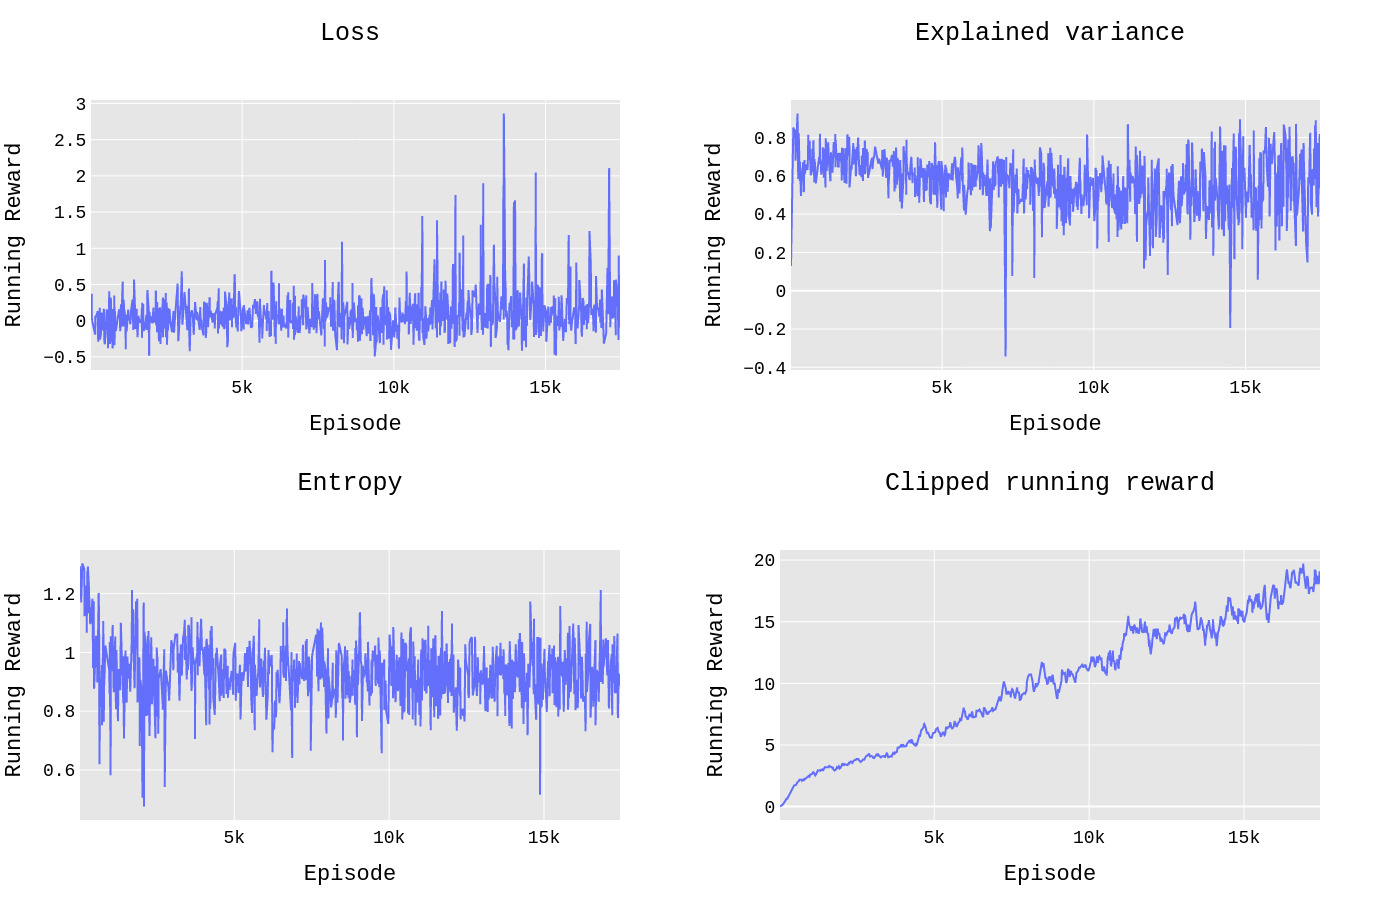 Loss
Running Reward
3
2.5
2
1.5
1
0.5
0
−0.5
5k
10k
15k
Episode
Explained variance
Running Reward
0.8
0.6
0.4
0.2
0
−0.2
−0.4
5k
10k
15k
Episode
Entropy
Running Reward
1.2
1
0.8
0.6
5k
10k
15k
Episode
Clipped running reward
Running Reward
20
15
10
5
0
5k
10k
15k
Episode